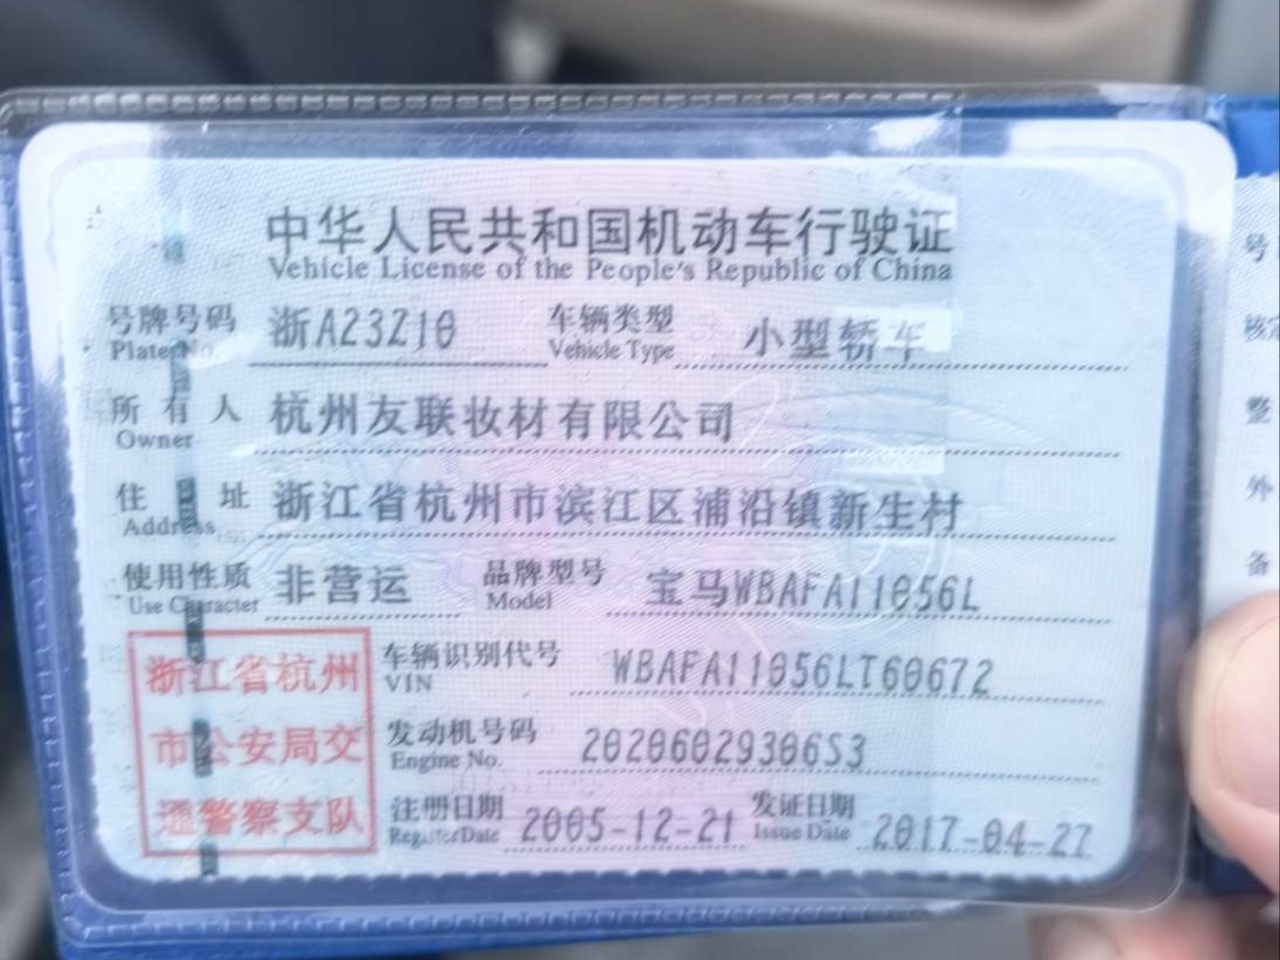 中华人民共和国机动车行驶证
Vehicle License of the People's Republic of China
号牌号码 浙A23Z10 车辆类型 小型轿车
Plate No. Vehicle Type
所有人 杭州友联妆材有限公司
Owner
住址 浙江省杭州市滨江区浦沿镇新生村
Address
使用性质 非营运 品牌型号 宝马WBAFA11056L
Use Character Model
浙江省杭州
市公安局交
通警察支队
车辆识别代号 WBAFA11056LT60672
VIN
发动机号码 20206029306S3
Engine No.
注册日期 2005-12-21 发证日期 2017-04-27
Register Date Issue Date
号
核定
整
外
备